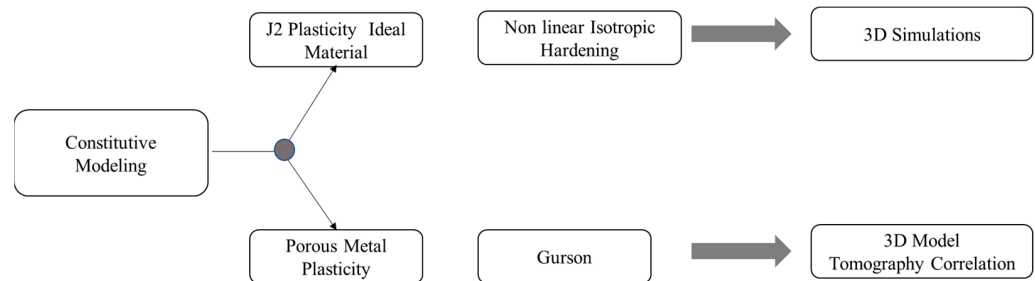 J2 Plasticity Ideal
Material
Non linear Isotropic
Hardening
3D Simulations
Constitutive
Modeling
Porous Metal
Plasticity
Gurson
3D Model
Tomography Correlation